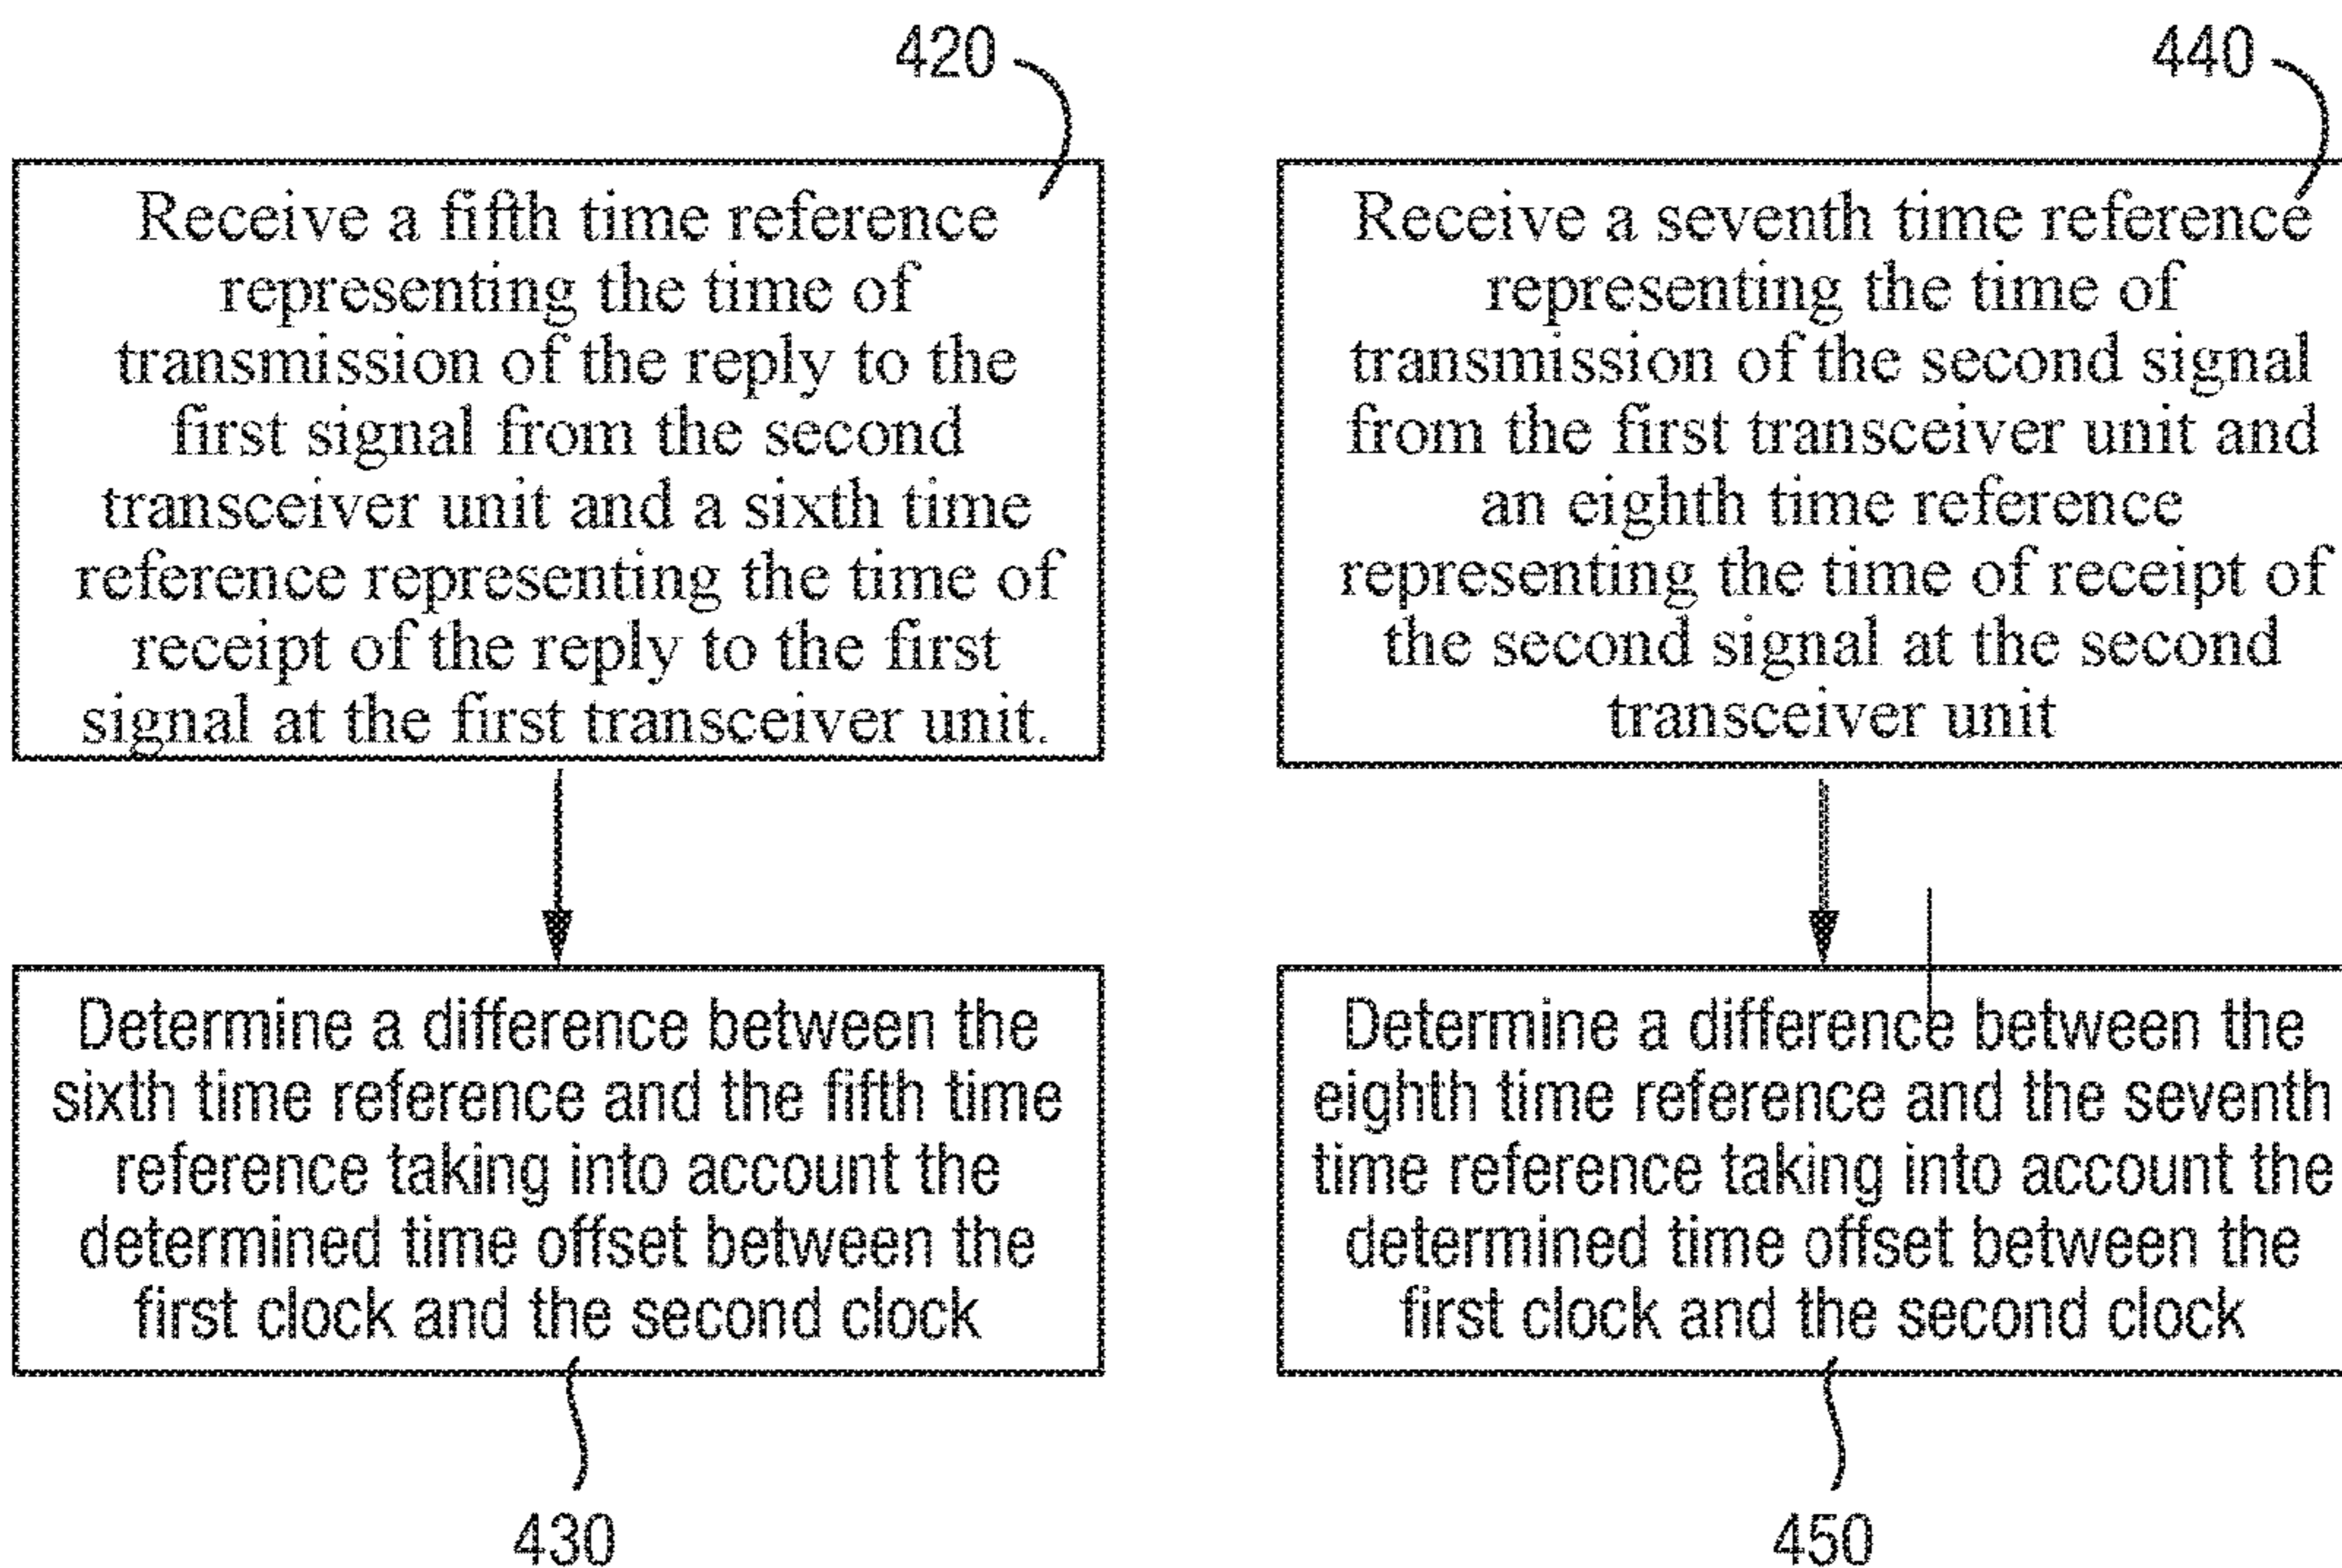 420
Receive a fifth time reference
representing the time of
transmission of the reply to the
first signal from the second
transceiver unit and a sixth time
reference representing the time of
receipt of the reply to the first
signal at the first transceiver unit.
Determine a difference between the
sixth time reference and the fifth time
reference taking into account the
determined time offset between the
first clock and the second clock
430
440
Receive a seventh time reference
representing the time of
transmission of the second signal
from the first transceiver unit and
an eighth time reference
representing the time of receipt of
the second signal at the second
transceiver unit
Determine a difference between the
eighth time reference and the seventh
time reference taking into account the
determined time offset between the
first clock and the second clock
450